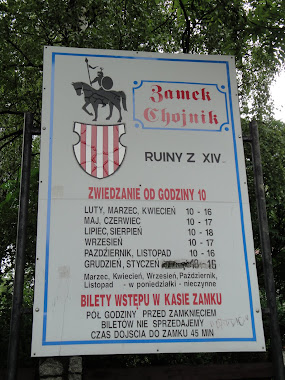 Zamek
Chojnik
RUINY Z XIV
ZWIEDZANIE OD GODZINY 10
LUTY, MARZEC, KWIECIEŃ 10 - 16
MAJ, CZERWIEC 10 - 17
LIPIEC, SIERPIEŃ 10 - 18
WRZESIEŃ 10 - 17
PAŹDZIERNIK, LISTOPAD 10 - 16
GRUDZIEŃ, STYCZEŃ
Marzec, Kwiecień, Wrzesień, Październik,
Listopad - w poniedziałki - nieczynne
BILETY WSTĘPU W KASIE ZAMKU
PÓŁ GODZINY PRZED ZAMKNIĘCIEM
BILETÓW NIE SPRZEDAJEMY
CZAS DOJŚCIA DO ZAMKU 45 MIN